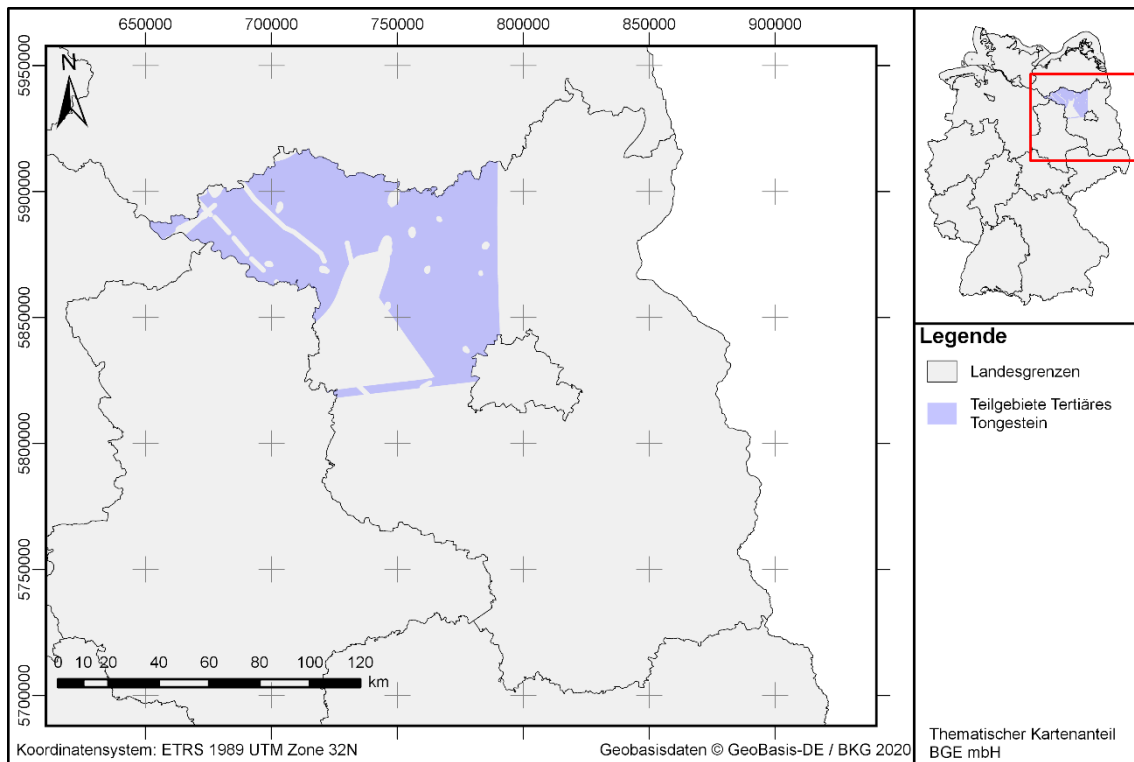 650000 700000 750000 800000 850000 900000
N
5950000
5900000
5850000
5800000
5750000
5700000
0 10 20 40 60 80 100 120
km
Koordinatensystem: ETRS 1989 UTM Zone 32N
Geobasisdaten © GeoBasis-DE / BKG 2020
Legende
Landesgrenzen
Teilgebiete Tertiäres
Tongestein
Thematischer Kartenanteil
BGE mbH